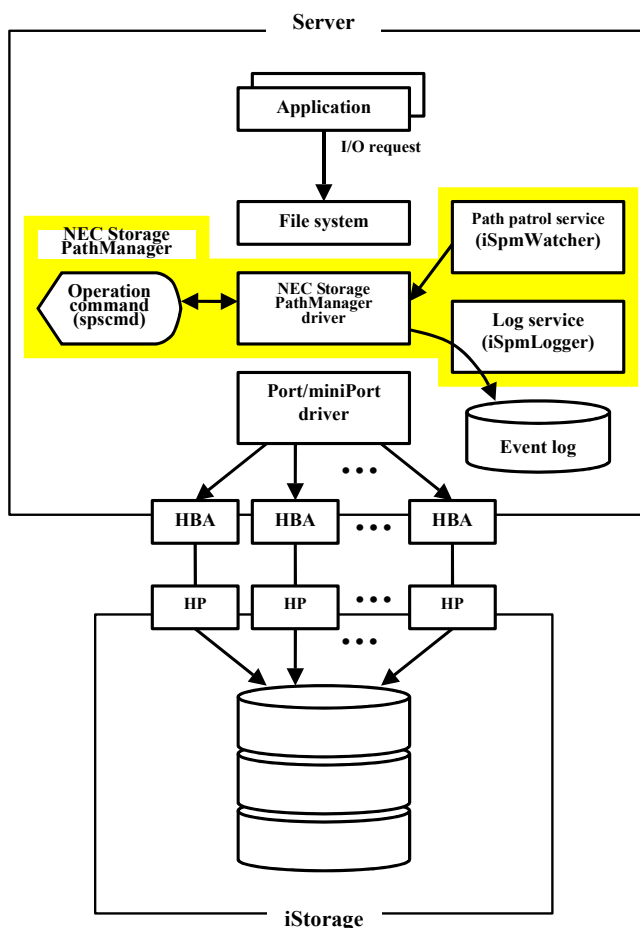 Server
Application
I/O request
File system
NEC Storage
PathManager
Path patrol service
(iSpmWatcher)
Operation
command
(spscmd)
NEC Storage
PathManager
driver
Log service
(iSpmLogger)
Port/miniPort
driver
Event log
HBA
HBA
HBA
HP
HP
HP
iStorage